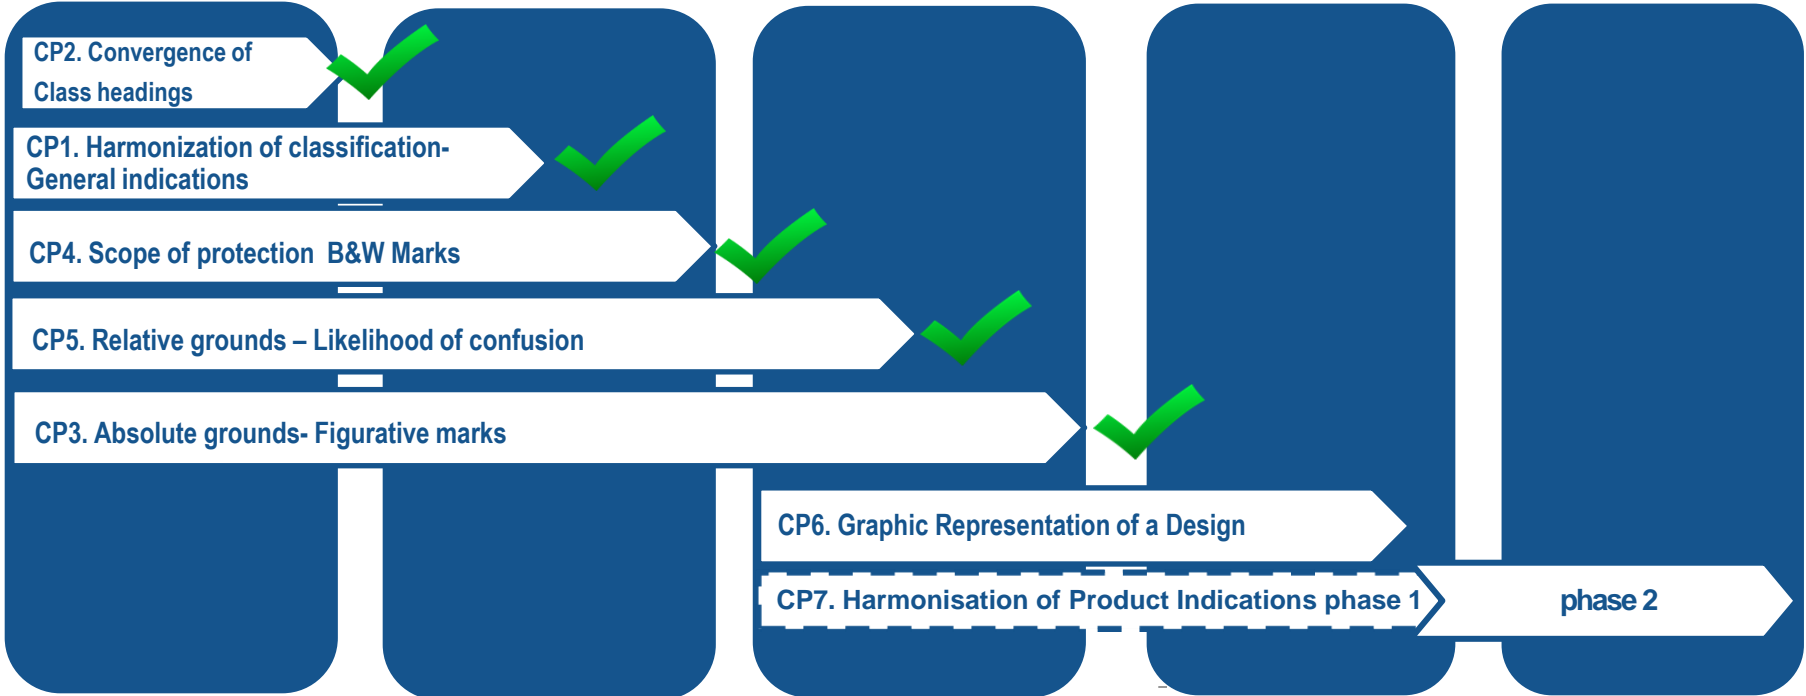 CP2. Convergence of
Class headings
CP1. Harmonization of classification-
General indications
CP4. Scope of protection B&W Marks
CP5. Relative grounds – Likelihood of confusion
CP3. Absolute grounds- Figurative marks
CP6. Graphic Representation of a Design
CP7. Harmonisation of Product Indications phase 1
phase 2